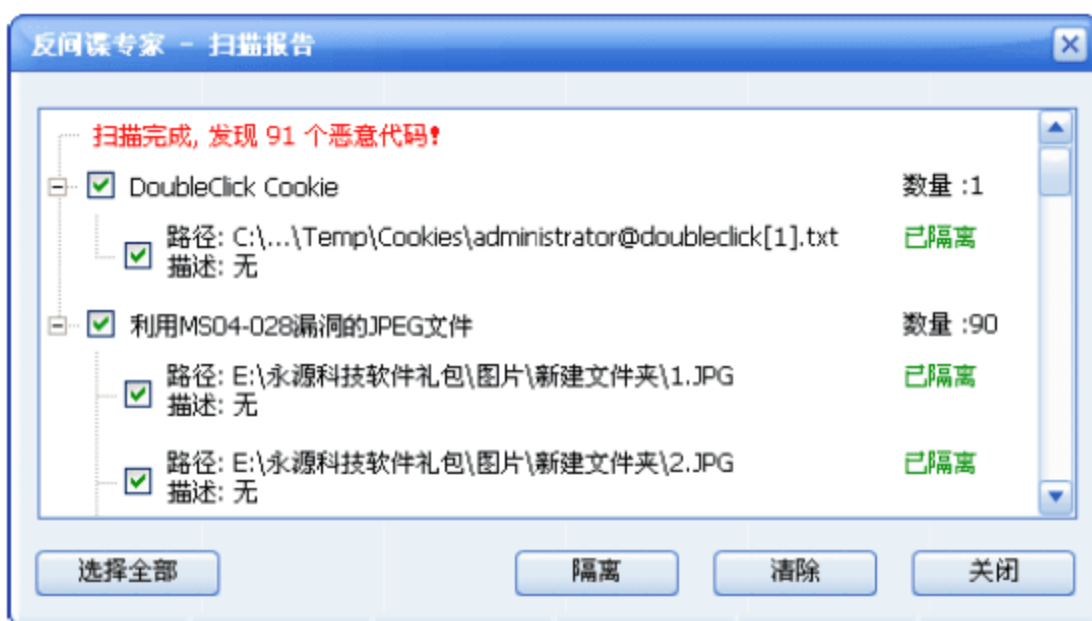 反间谍专家 - 扫描报告
扫描完成, 发现 91 个恶意代码!
DoubleClick Cookie 数量 :1
路径: C:\...\Temp\Cookies\administrator@doubleclick[1].txt 已隔离
描述: 无
利用MS04-028漏洞的JPEG文件 数量 :90
路径: E:\永源科技软件礼包\图片\新建文件夹\1.JPG 已隔离
描述: 无
路径: E:\永源科技软件礼包\图片\新建文件夹\2.JPG 已隔离
描述: 无
选择全部 隔离 清除 关闭